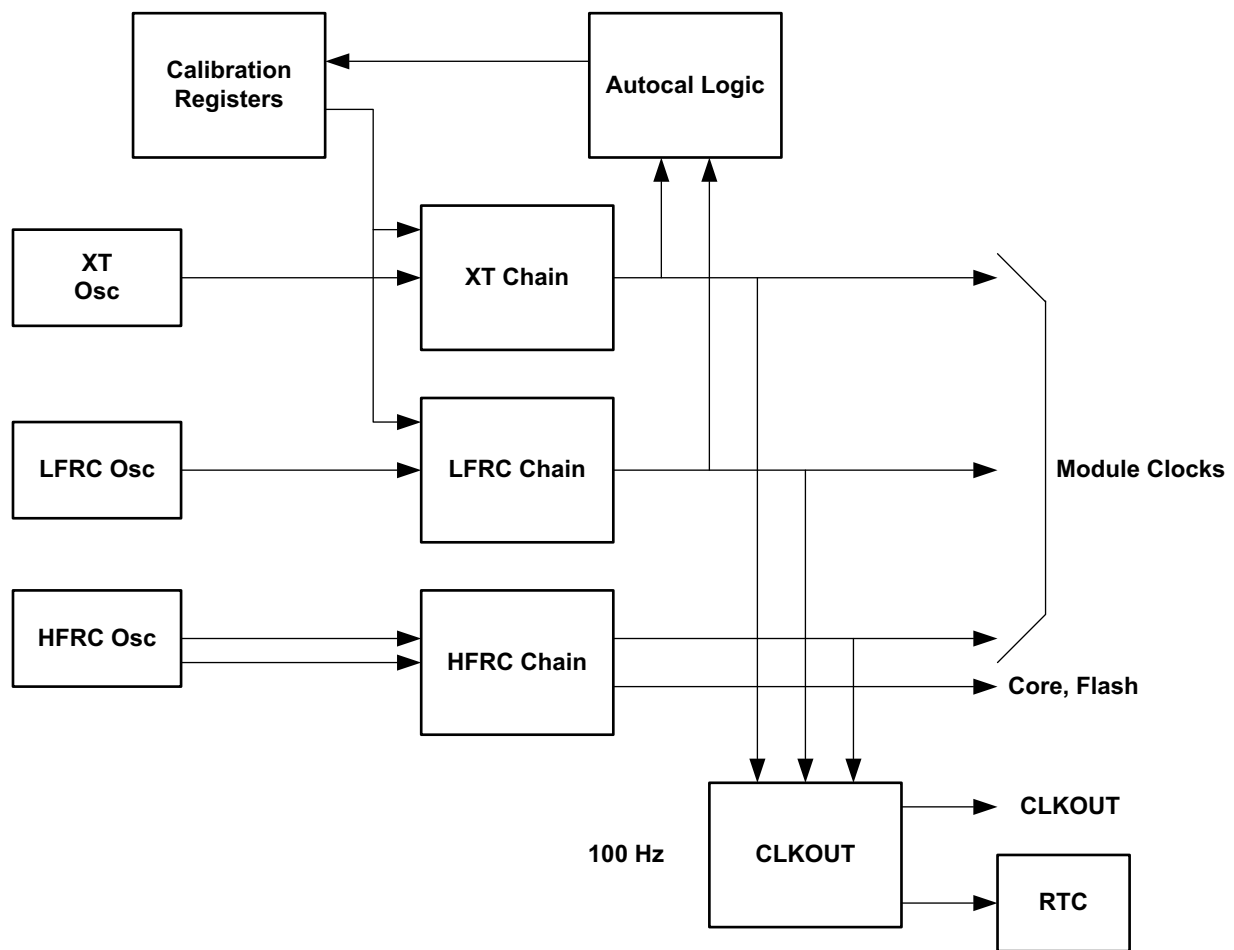 Calibration
Registers
Autocal Logic
XT
Osc
XT Chain
LFRC Osc
LFRC Chain
Module Clocks
HFRC Osc
HFRC Chain
Core, Flash
100 Hz
CLKOUT
CLKOUT
RTC